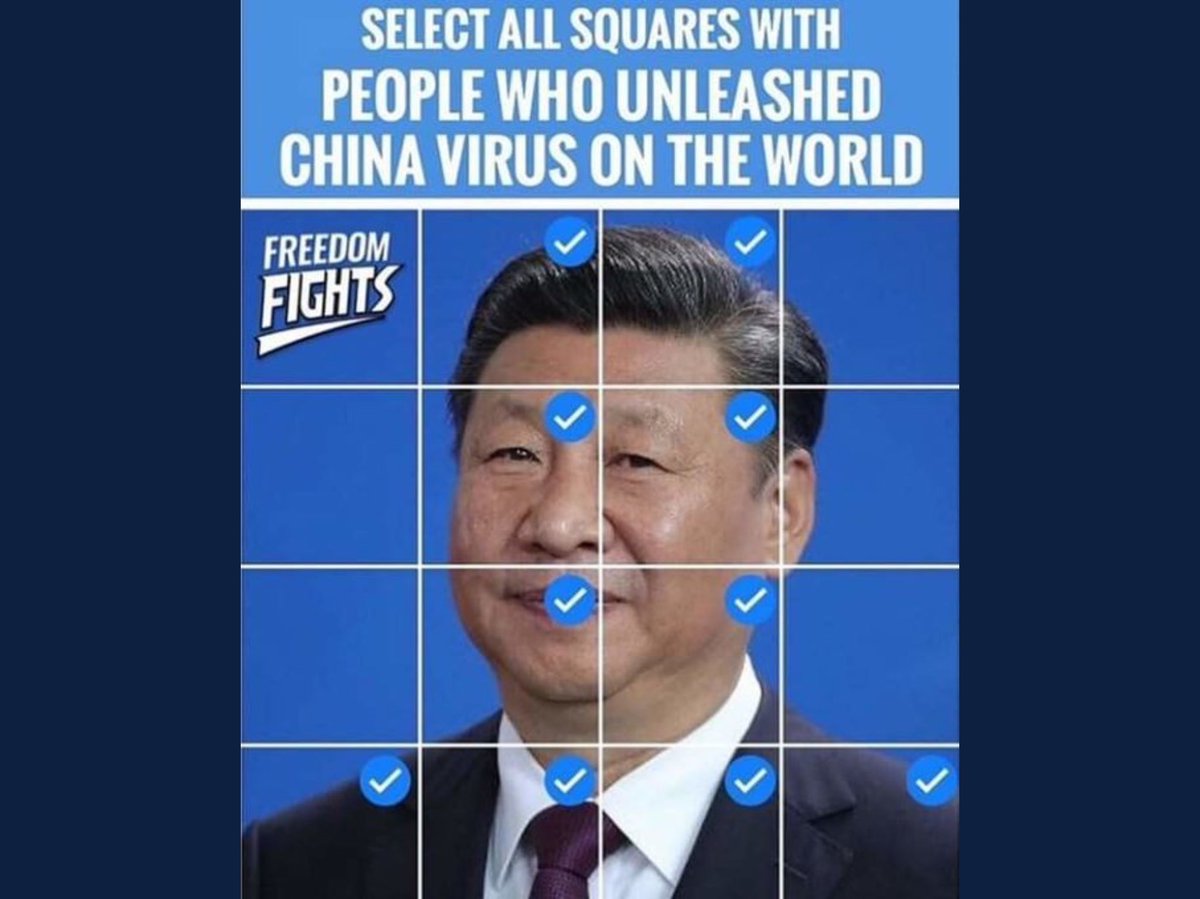 SELECT ALL SQUARES WITH
PEOPLE WHO UNLEASHED
CHINA VIRUS ON THE WORLD
FREEDOM
FIGHTS